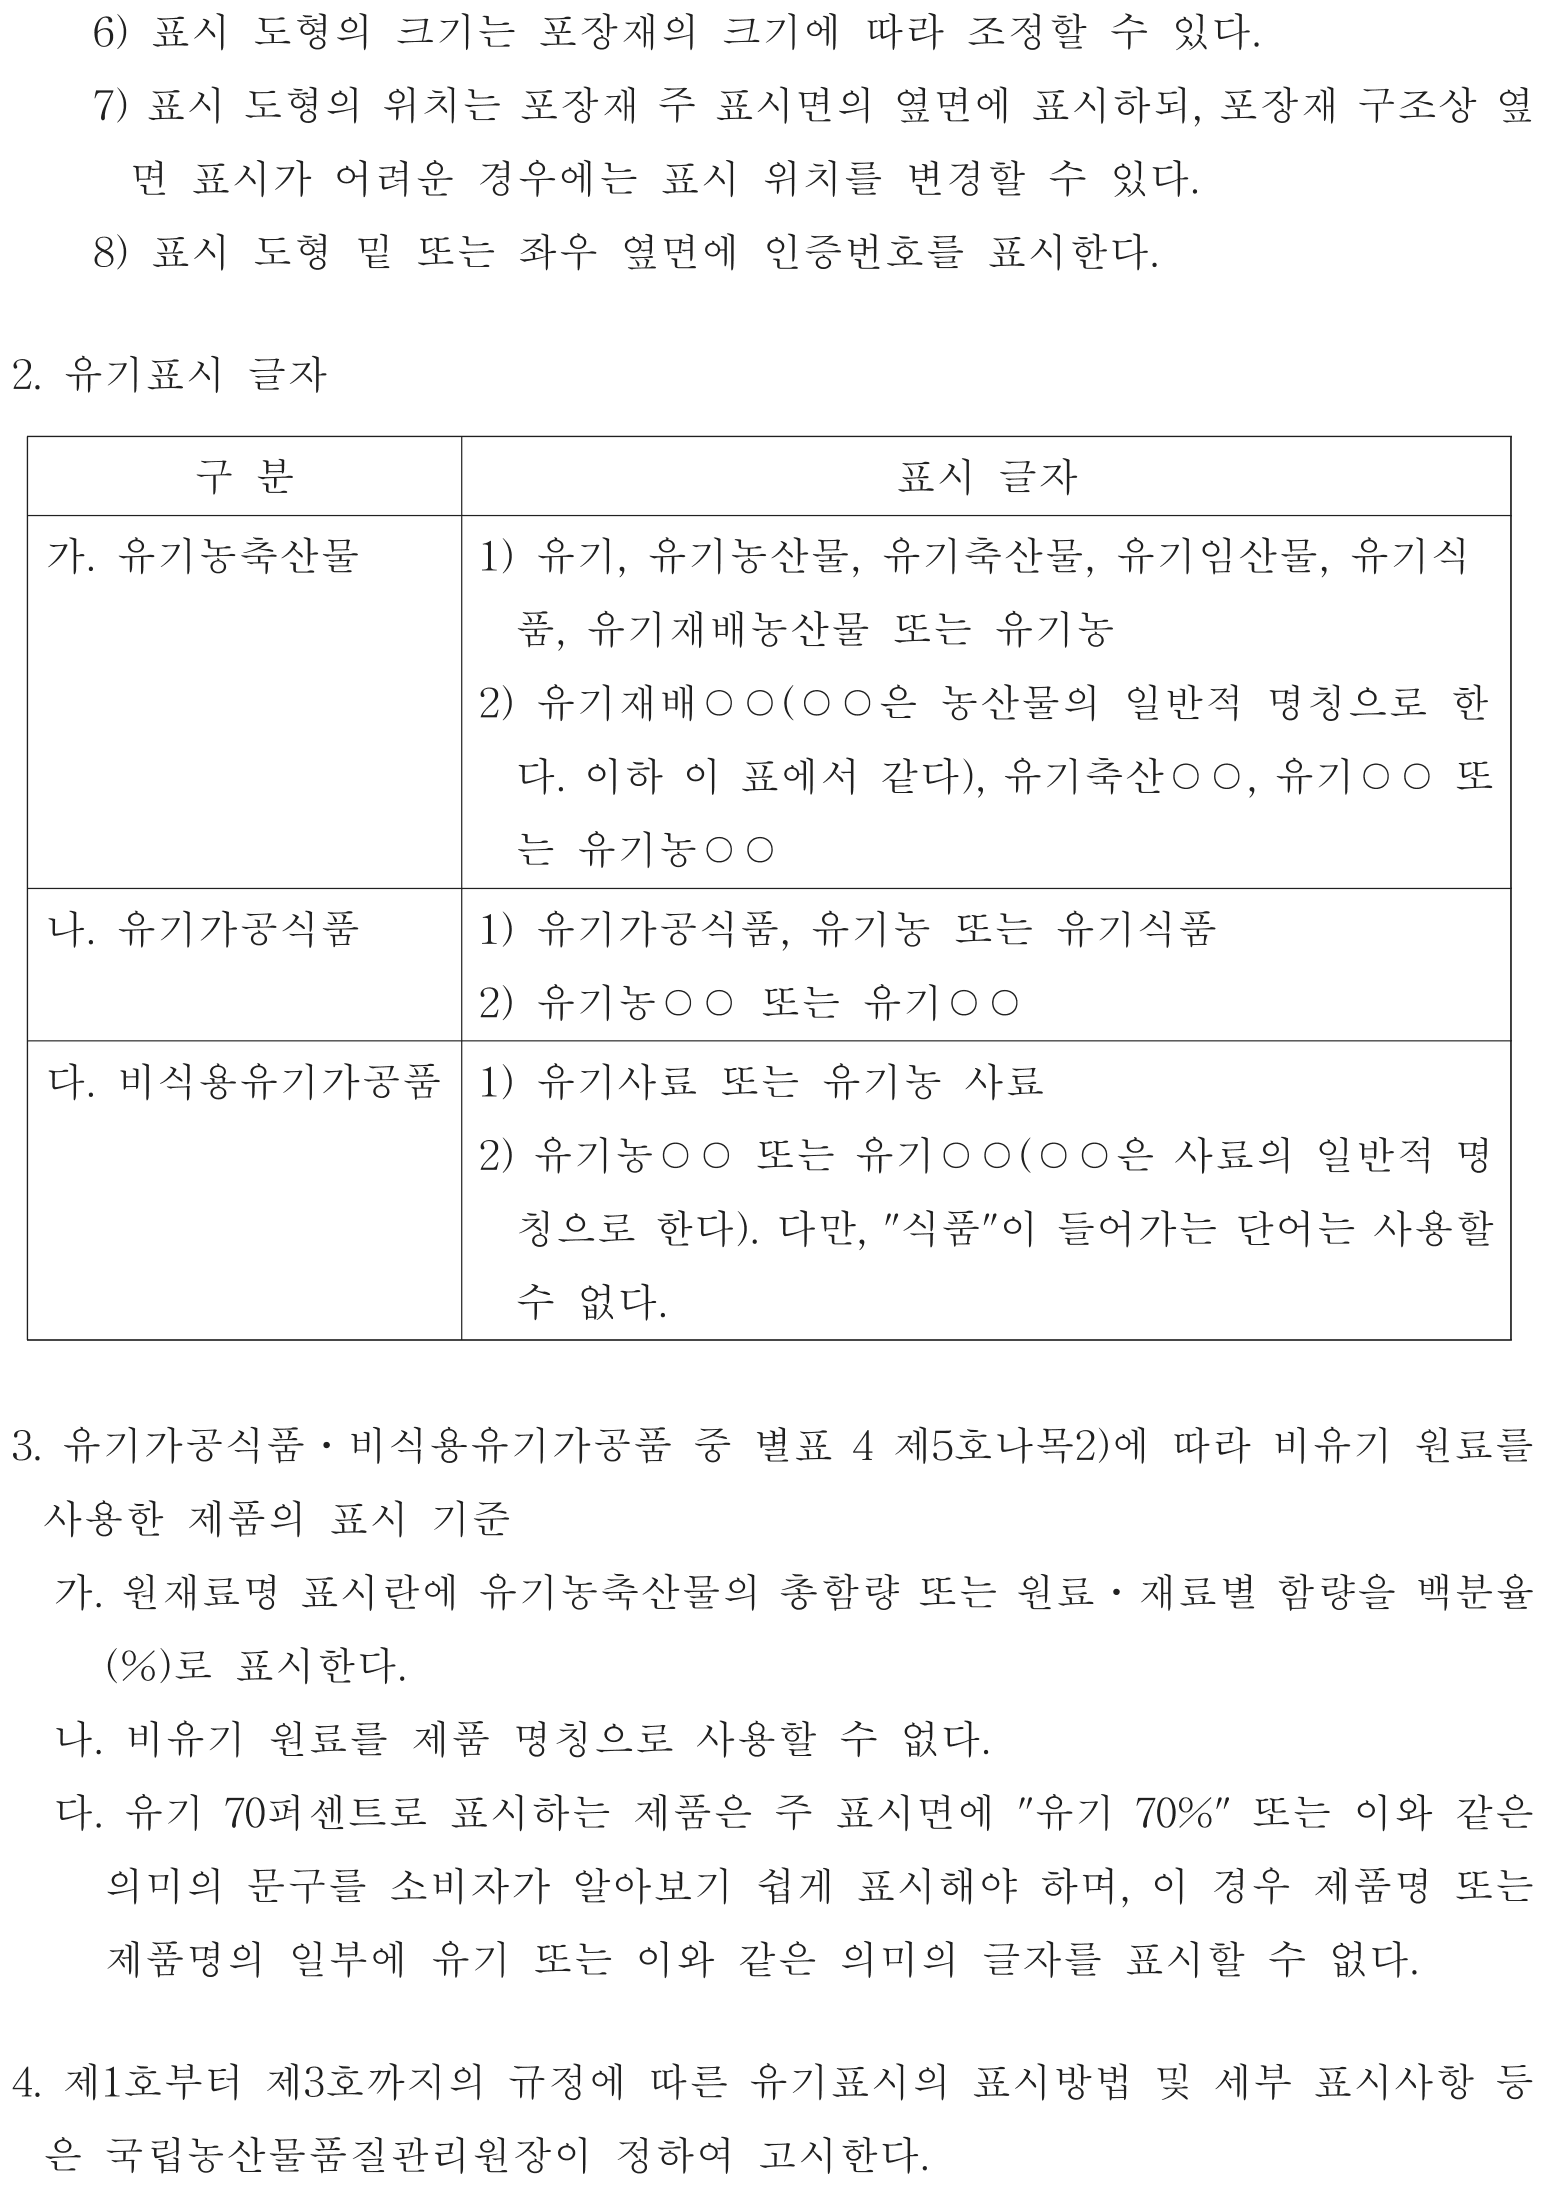 6) 표시 도형의 크기는 포장재의 크기에 따라 조정할 수 있다.
7) 표시 도형의 위치는 포장재 주 표시면의 옆면에 표시하되, 포장재 구조상 옆
면 표시가 어려운 경우에는 표시 위치를 변경할 수 있다.
8) 표시 도형 밑 또는 좌우 옆면에 인증번호를 표시한다.
2. 유기표시 글자
구 분
표시 글자
가. 유기농축산물
1) 유기, 유기농산물, 유기축산물, 유기임산물, 유기식
품, 유기재배농산물 또는 유기농
2) 유기재배○○(○○은 농산물의 일반적 명칭으로 한
다. 이하 이 표에서 같다), 유기축산○○, 유기○○ 또
는 유기농○○
나. 유기가공식품
1) 유기가공식품, 유기농 또는 유기식품
2) 유기농○○ 또는 유기○○
다. 비식용유기가공품
1) 유기사료 또는 유기농 사료
2) 유기농○○ 또는 유기○○(○○은 사료의 일반적 명
칭으로 한다). 다만, "식품"이 들어가는 단어는 사용할
수 없다.
3. 유기가공식품・비식용유기가공품 중 별표 4 제5호나목2)에 따라 비유기 원료를
사용한 제품의 표시 기준
가. 원재료명 표시란에 유기농축산물의 총함량 또는 원료・재료별 함량을 백분율
(%)로 표시한다.
나. 비유기 원료를 제품 명칭으로 사용할 수 없다.
다. 유기 70퍼센트로 표시하는 제품은 주 표시면에 "유기 70%" 또는 이와 같은
의미의 문구를 소비자가 알아보기 쉽게 표시해야 하며, 이 경우 제품명 또는
제품명의 일부에 유기 또는 이와 같은 의미의 글자를 표시할 수 없다.
4. 제1호부터 제3호까지의 규정에 따른 유기표시의 표시방법 및 세부 표시사항 등
은 국립농산물품질관리원장이 정하여 고시한다.